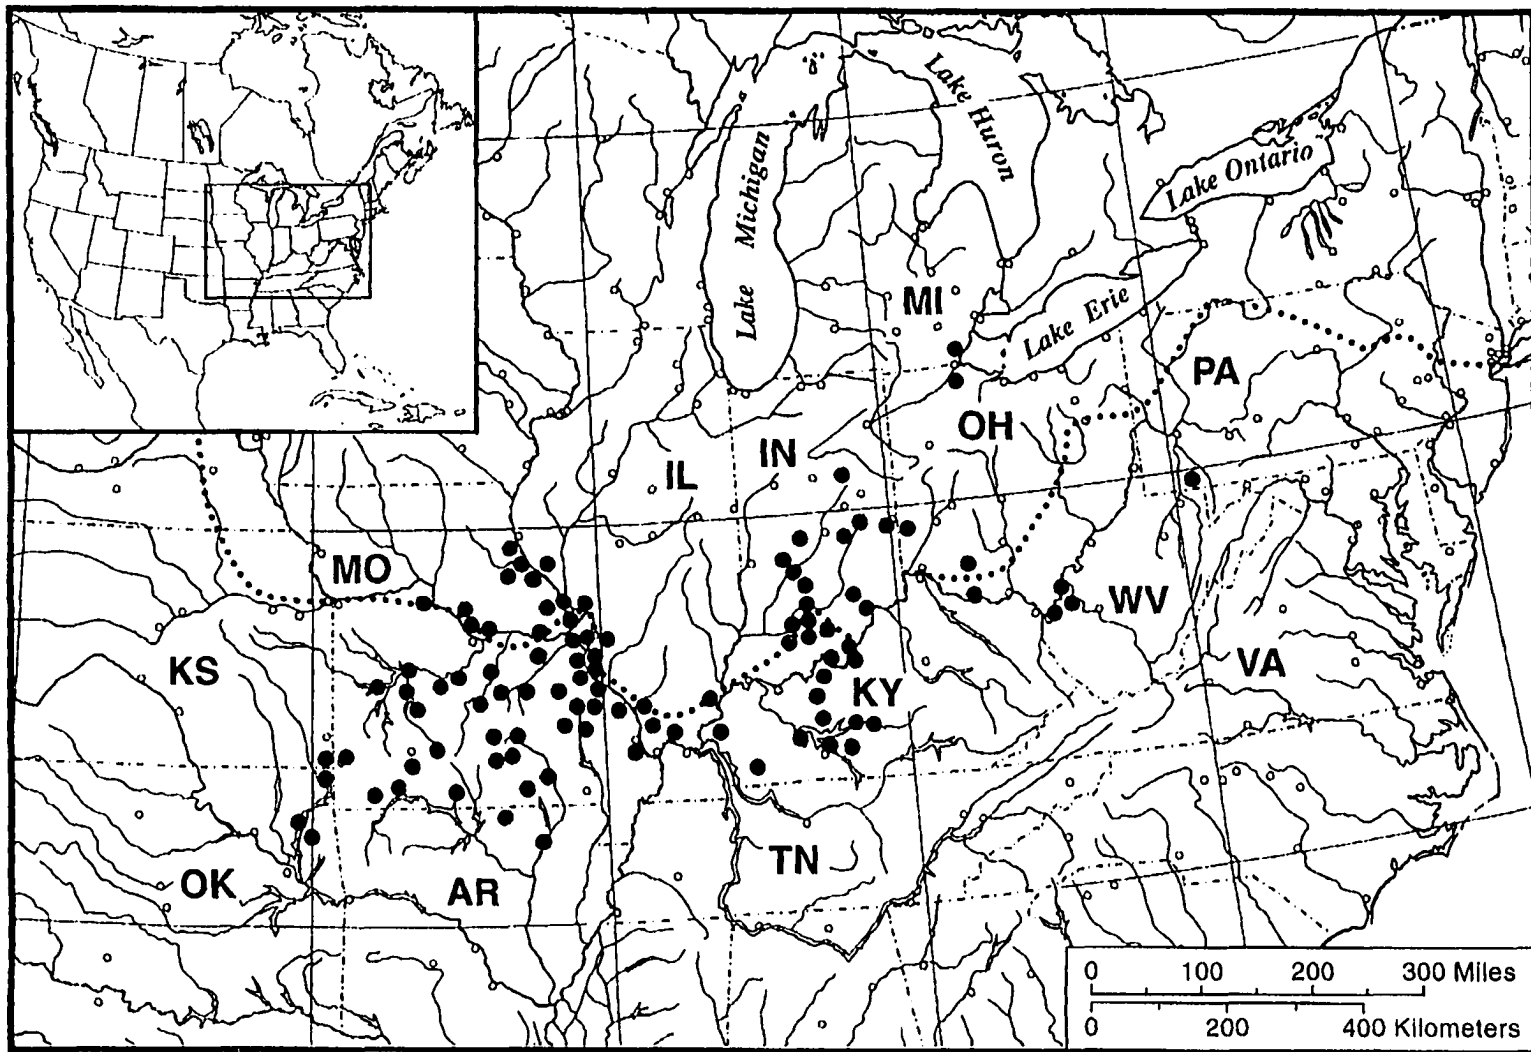 Lake Huron
Lake Michigan
Lake Ontario
MI
Lake Erie
PA
OH
IN
IL
MO
WV
KS
VA
KY
TN
OK
AR
0 100 200 300 Miles
0 200 400 Kilometers